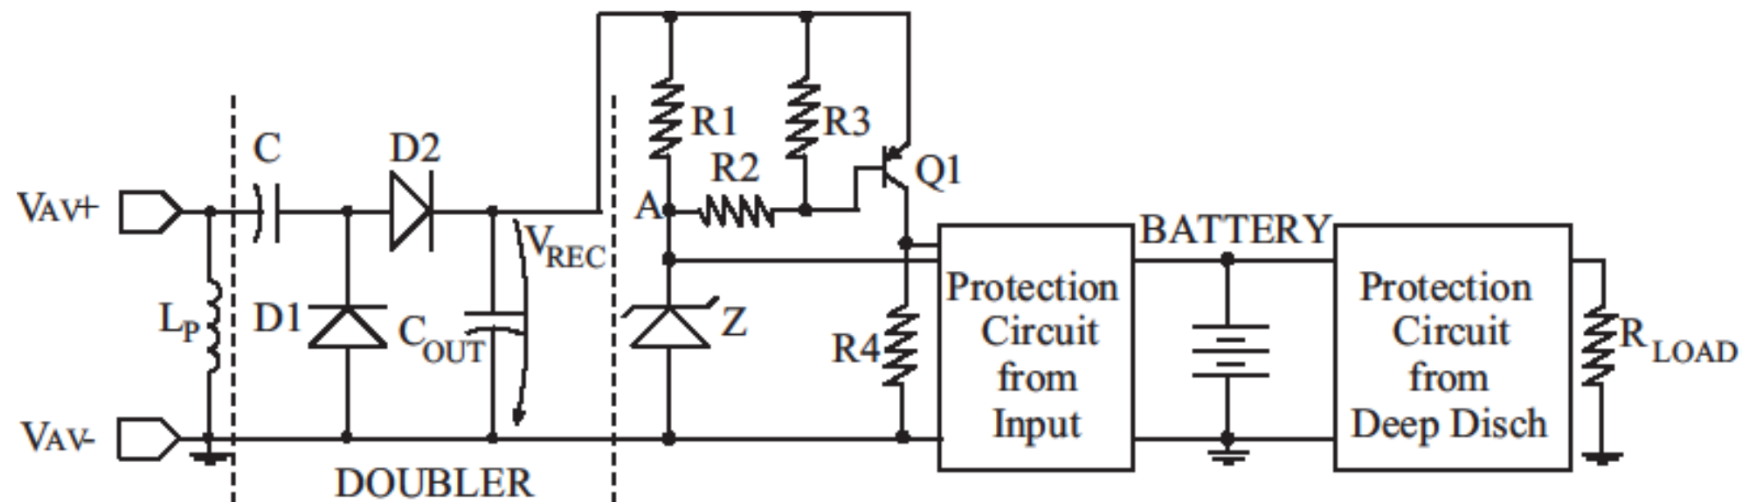 R1
R3
C
D2
R2
Q1
VAV+
A
VREC
BATTERY
LP
D1
COUT
Z
R4
Protection
Circuit
from
Input
Protection
Circuit
from
Deep Disch
RLOAD
VAV-
DOUBLER